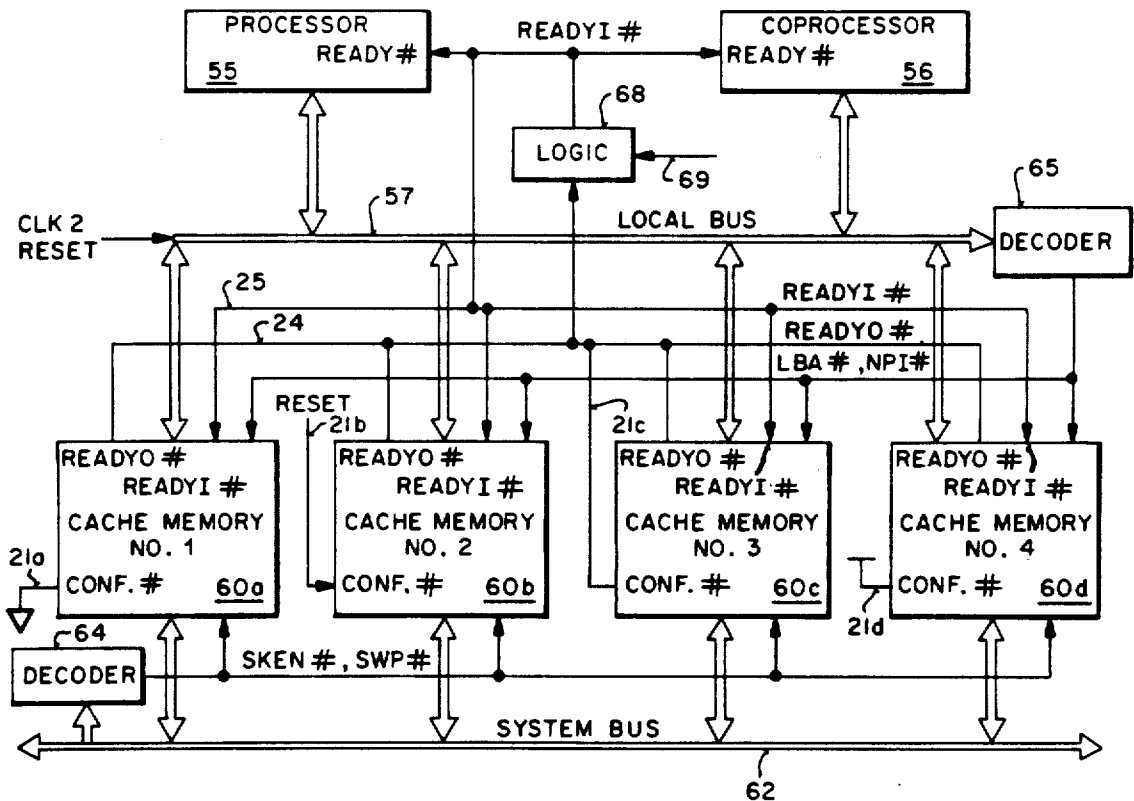 PROCESSOR
READY#
55
READYI #
COPROCESSOR
READY#
56
68
LOGIC
69
65
57
CLK 2
RESET
LOCAL BUS
DECODER
25
READYI #
24
READYO #
LBA # ,NPI#
RESET
21b
21c
READYO #
READYI #
CACHE MEMORY
NO. 1
CONF. #
60a
21a
READYO #
READYI #
CACHE MEMORY
NO. 2
CONF. #
60b
READYO #
READYI #
CACHE MEMORY
NO. 3
CONF. #
60c
READYO #
READYI #
CACHE MEMORY
NO. 4
CONF. #
60d
21d
64
DECODER
SKEN # , SWP #
SYSTEM BUS
62